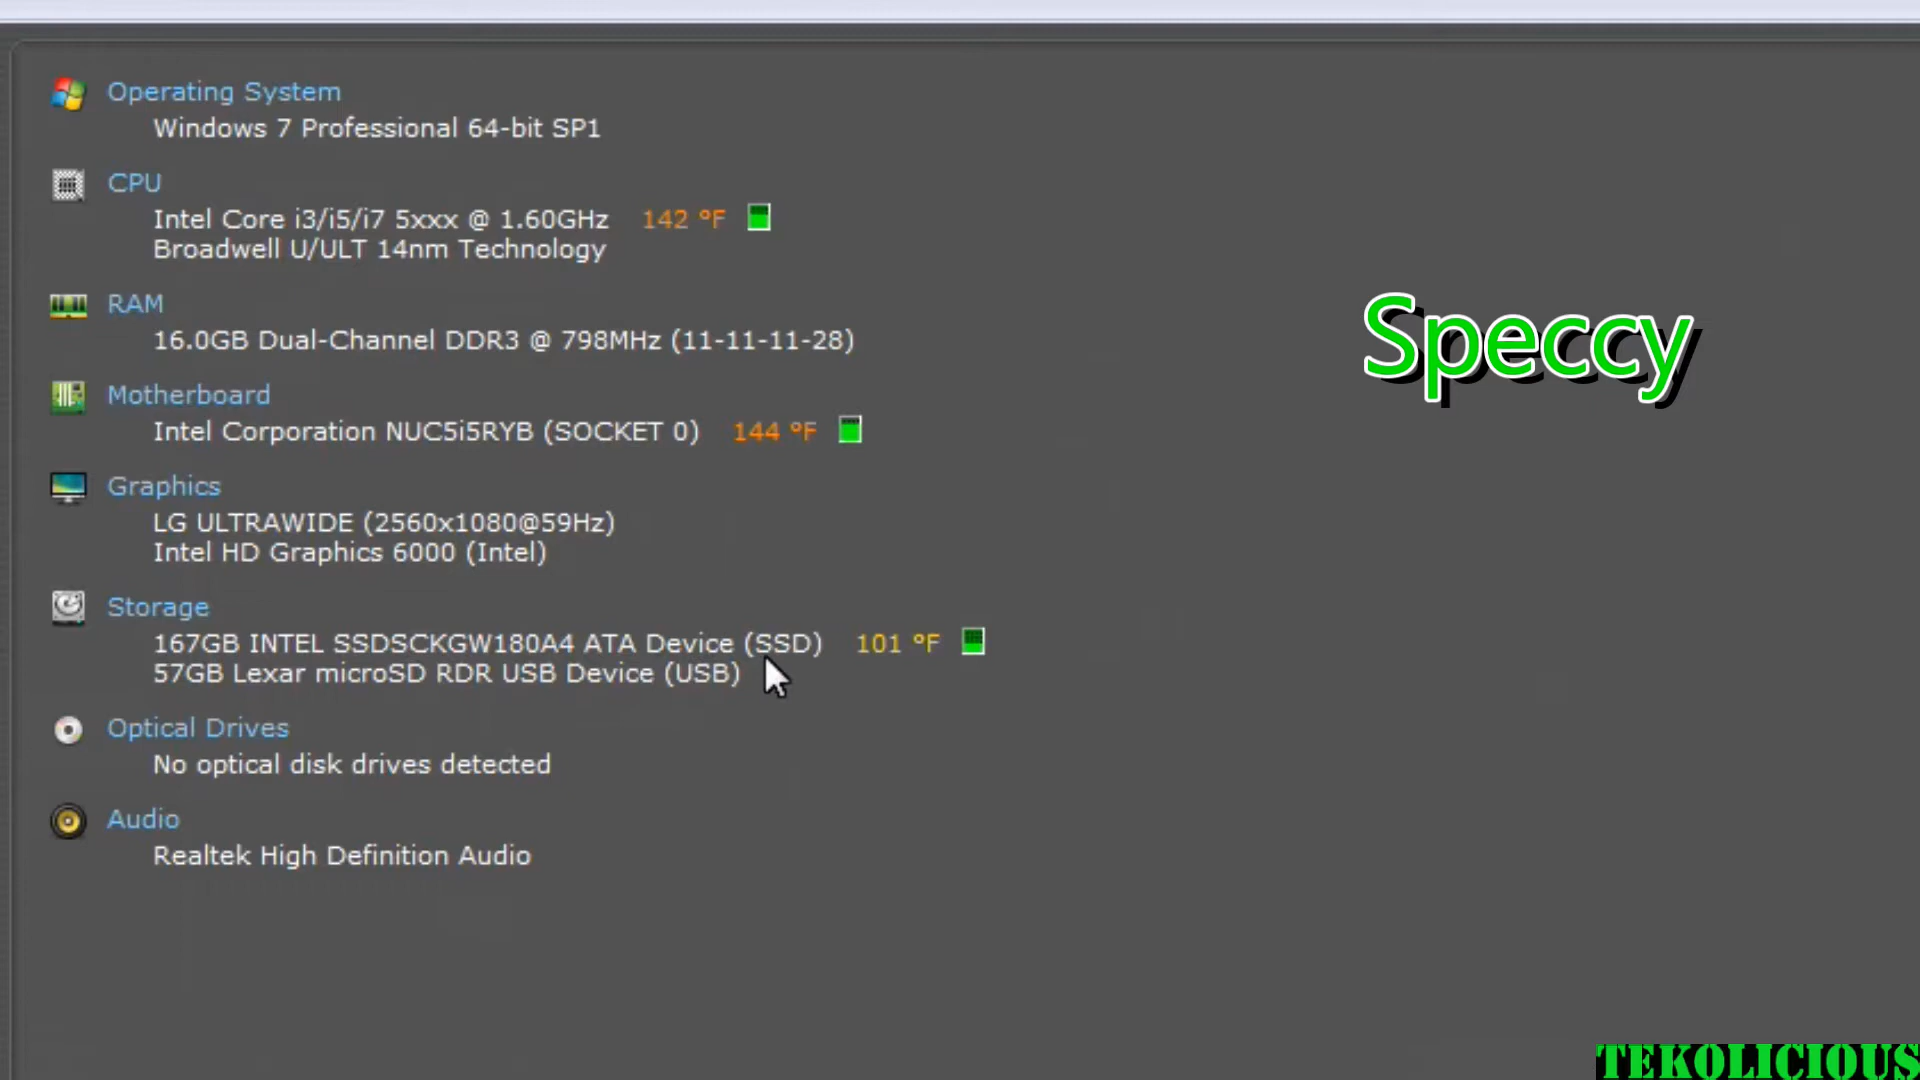 Operating System
Windows 7 Professional 64-bit SP1
CPU
Intel Core i3/i5/i7 5xxx @ 1.60GHz 142 °F
Broadwell U/ULT 14nm Technology
RAM
16.0GB Dual-Channel DDR3 @ 798MHz (11-11-11-28)
Speccy
Motherboard
Intel Corporation NUC5i5RYB (SOCKET 0) 144 °F
Graphics
LG ULTRAWIDE (2560x1080@59Hz)
Intel HD Graphics 6000 (Intel)
Storage
167GB INTEL SSDSCKGW180A4 ATA Device (SSD) 101 °F
57GB Lexar microSD RDR USB Device (USB)
Optical Drives
No optical disk drives detected
Audio
Realtek High Definition Audio
TEKOLICIOUS